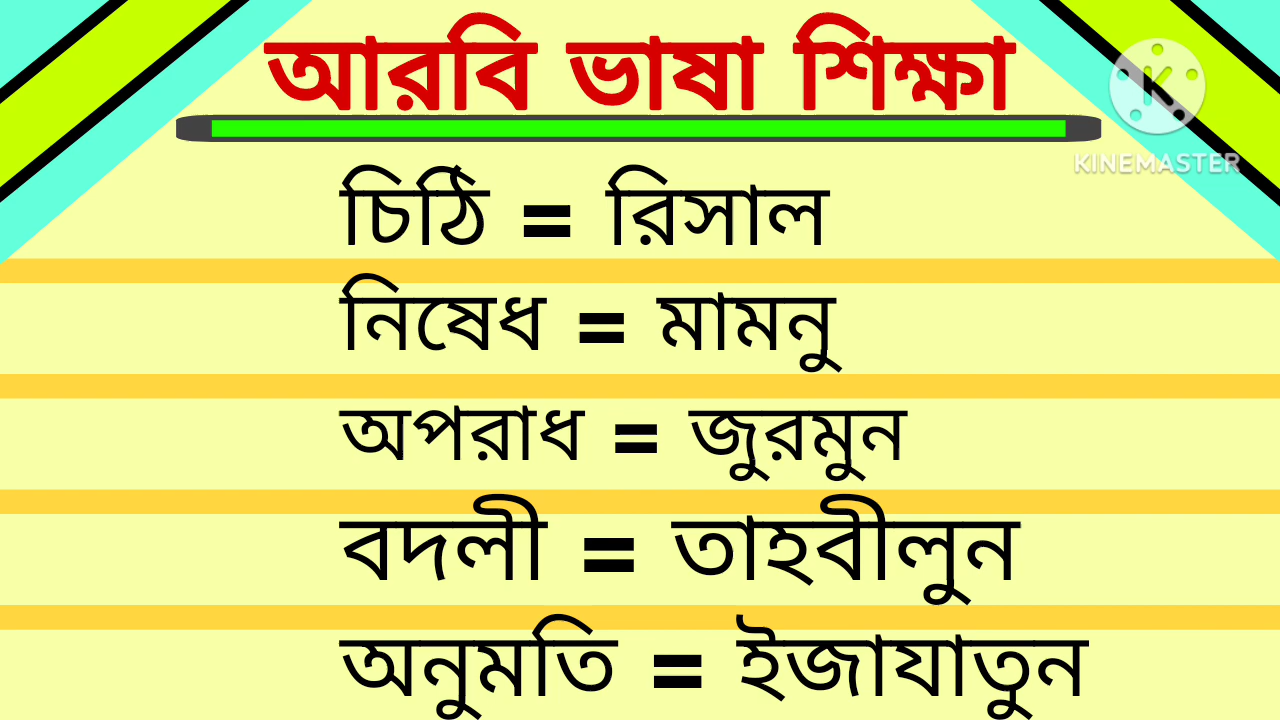 আরবি ভাষা শিক্ষা
KINEMASTER
চিঠি = রিসাল
নিষেধ = মামনু
অপরাধ = জুরমুন
বদলী = তাহবীলুন
অনুমতি = ইজাযাতুন